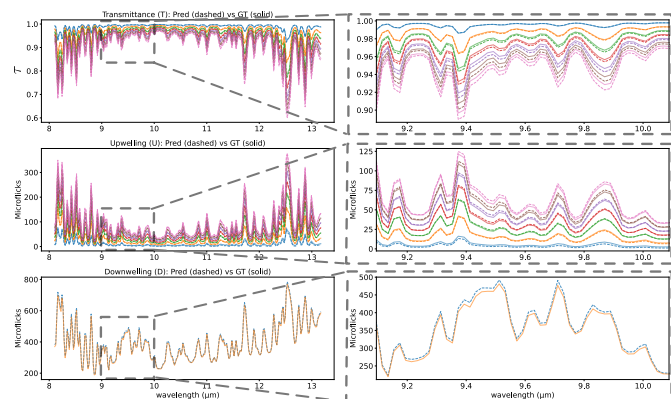 Transmittance (T): Pred (dashed) vs GT (solid)
1.0
0.9
0.8
0.7
0.6
T
8 9 10 11 12 13
1.00
0.98
0.96
0.94
0.92
0.90
9.2 9.4 9.6 9.8 10.0
Upwelling (U): Pred (dashed) vs GT (solid)
400
300
200
100
0
Microflicks
8 9 10 11 12 13
125
100
75
50
25
0
Microflicks
9.2 9.4 9.6 9.8 10.0
Downwelling (D): Pred (dashed) vs GT (solid)
800
600
400
200
Microflicks
8 9 10 11 12 13
wavelength (μm)
500
450
400
350
300
250
Microflicks
9.2 9.4 9.6 9.8 10.0
wavelength (μm)